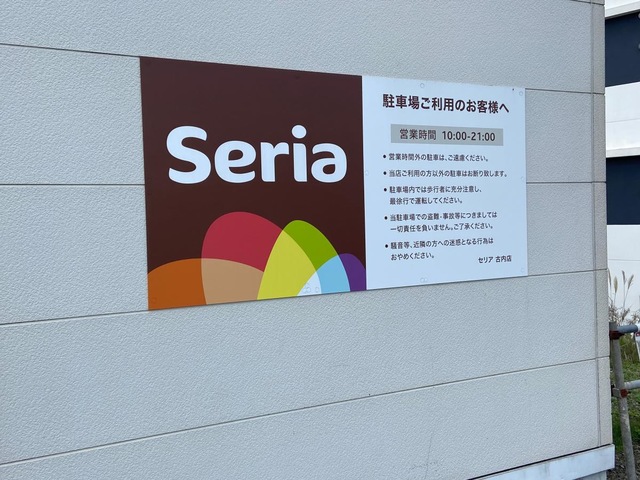 Seria
駐車場ご利用のお客様へ
営業時間 10:00-21:00
● 営業時間外の駐車は、ご遠慮ください。
● 当店ご利用の方以外の駐車はお断り致します。
● 駐車場内では歩行者に充分注意し、
最徐行で運転してください。
● 当駐車場での盗難・事故等につきましては
一切責任を負いません。ご了承ください。
● 騒音等、近隣の方への迷惑となる行為は
おやめください。
セリア 古内店